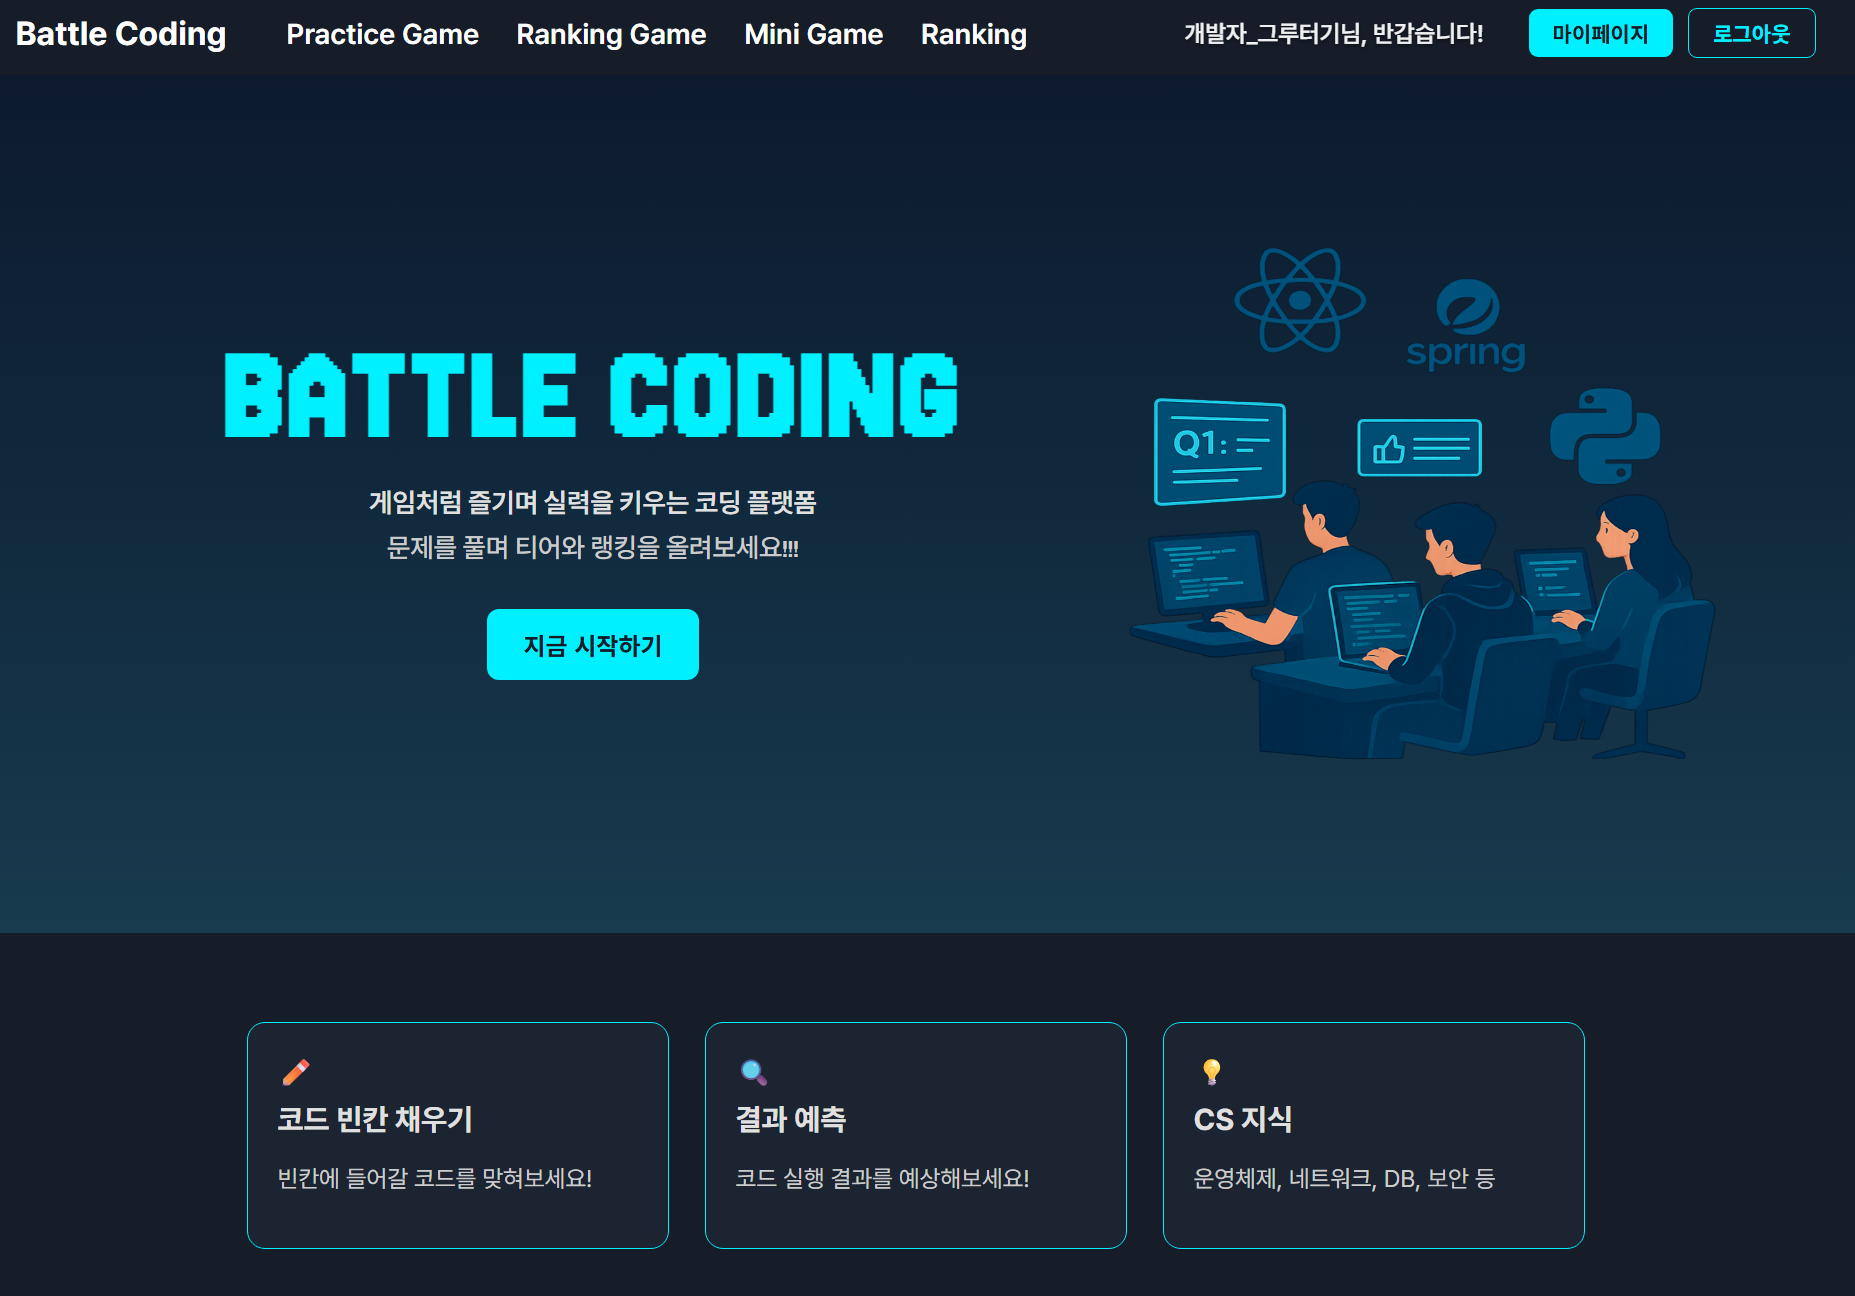 Battle Coding
Practice Game
Ranking Game
Mini Game
Ranking
개발자_그루터기님, 반갑습니다!
마이페이지
로그아웃
BATTLE CODING
게임처럼 즐기며 실력을 키우는 코딩 플랫폼
문제를 풀며 티어와 랭킹을 올려보세요!!!
지금 시작하기
spring
Q1:
코드 빈칸 채우기
빈칸에 들어갈 코드를 맞혀보세요!
결과 예측
코드 실행 결과를 예상해보세요!
CS 지식
운영체제, 네트워크, DB, 보안 등